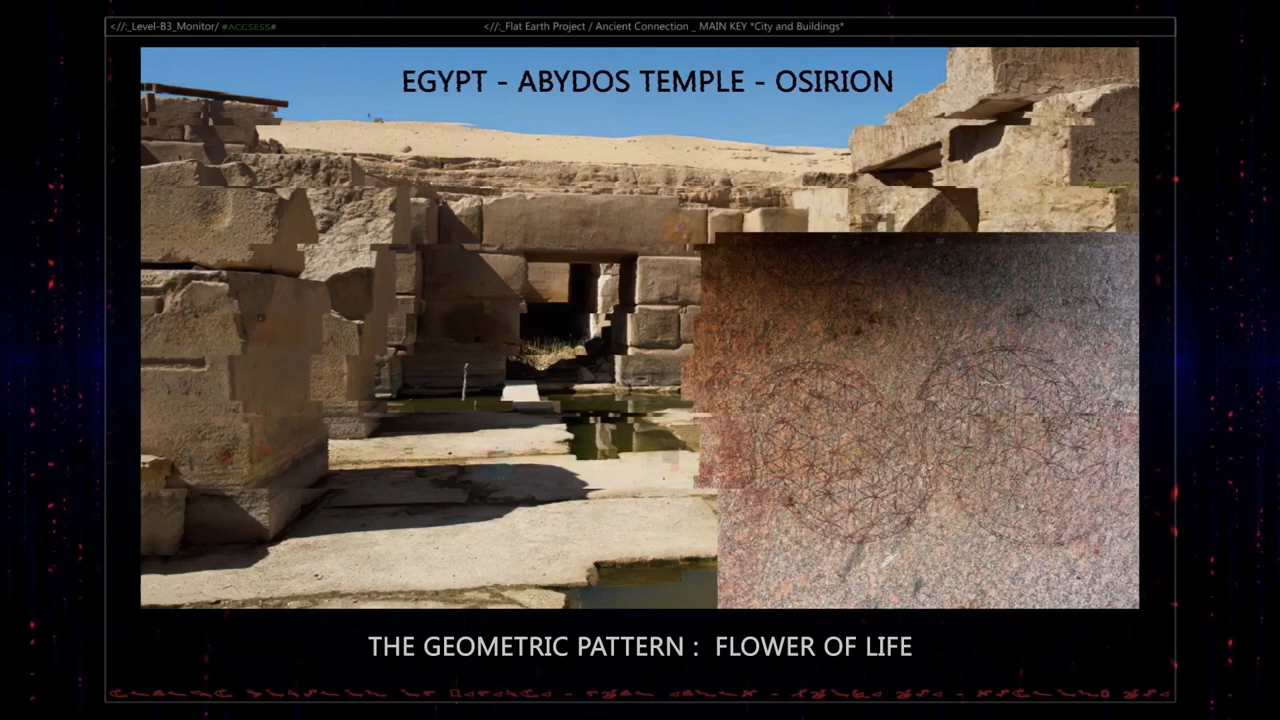 <//:_Level-B3_Monitor/ #ACCSESS#
<//:_Flat Earth Project / Ancient Connection _ MAIN KEY *City and Buildings*
EGYPT - ABYDOS TEMPLE - OSIRION
THE GEOMETRIC PATTERN : FLOWER OF LIFE